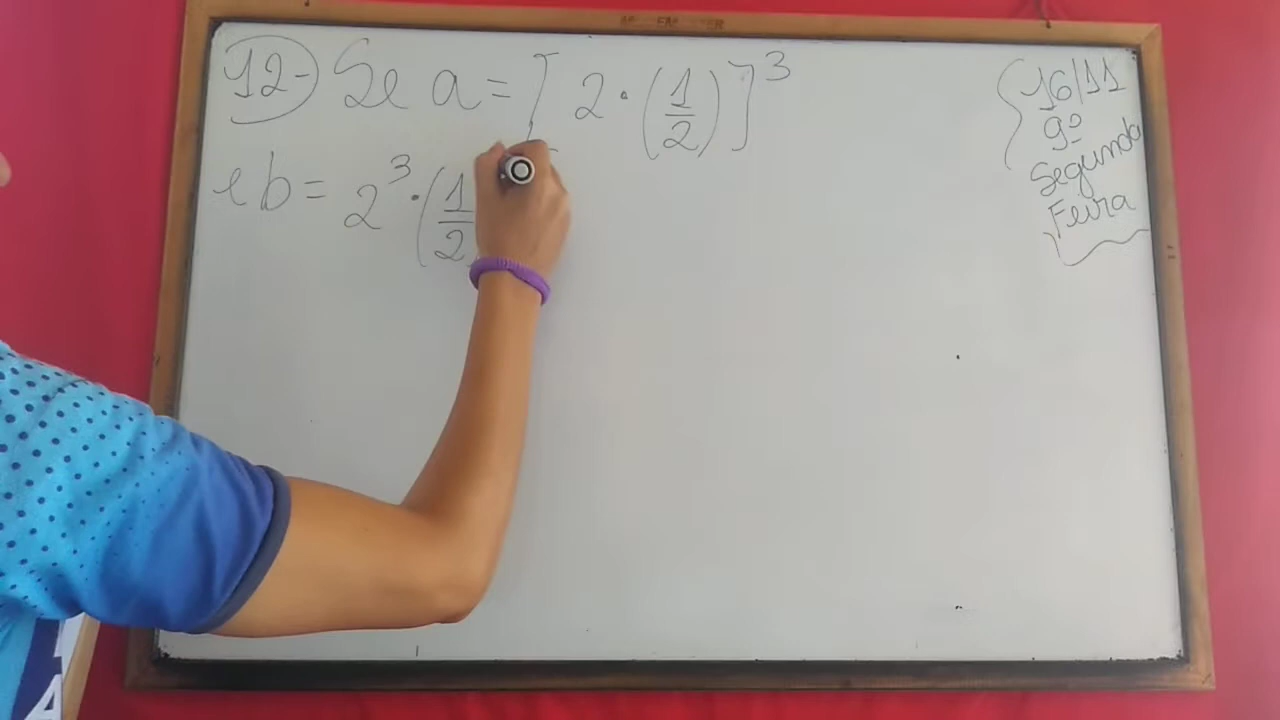 12- Se a = [ 2 · (1/2) ]³
e b = 2³ · (1/2
16/11
9º
Segunda
Feira